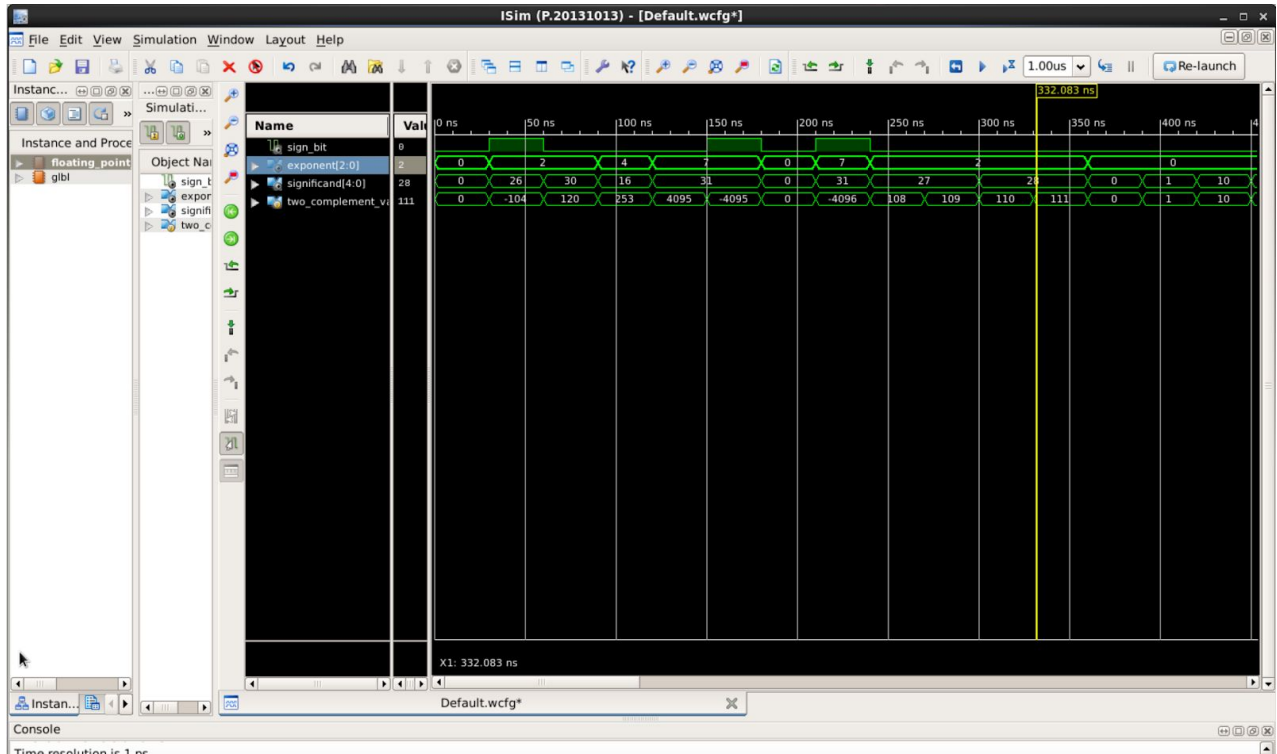 ISim (P.20131013) - [Default.wcfg*]
File Edit View Simulation Window Layout Help
1.00us Re-launch
Instanc...
Simulati...
Instance and Proce
Object Nar
floating_point
glbl
sign_b
expor
signifi
two_c
Name Valu
sign_bit 0
exponent[2:0] 2
significand[4:0] 28
two_complement_va 111
332.083 ns
0 ns 50 ns 100 ns 150 ns 200 ns 250 ns 300 ns 350 ns 400 ns 4
0 2 4 7 0 7 2 0
0 26 30 16 31 0 31 27 28 0 1 10
0 -104 120 253 4095 -4095 0 -4096 108 109 110 111 0 1 10
X1: 332.083 ns
Instan...
Default.wcfg*
Console
Time resolution is 1 ps